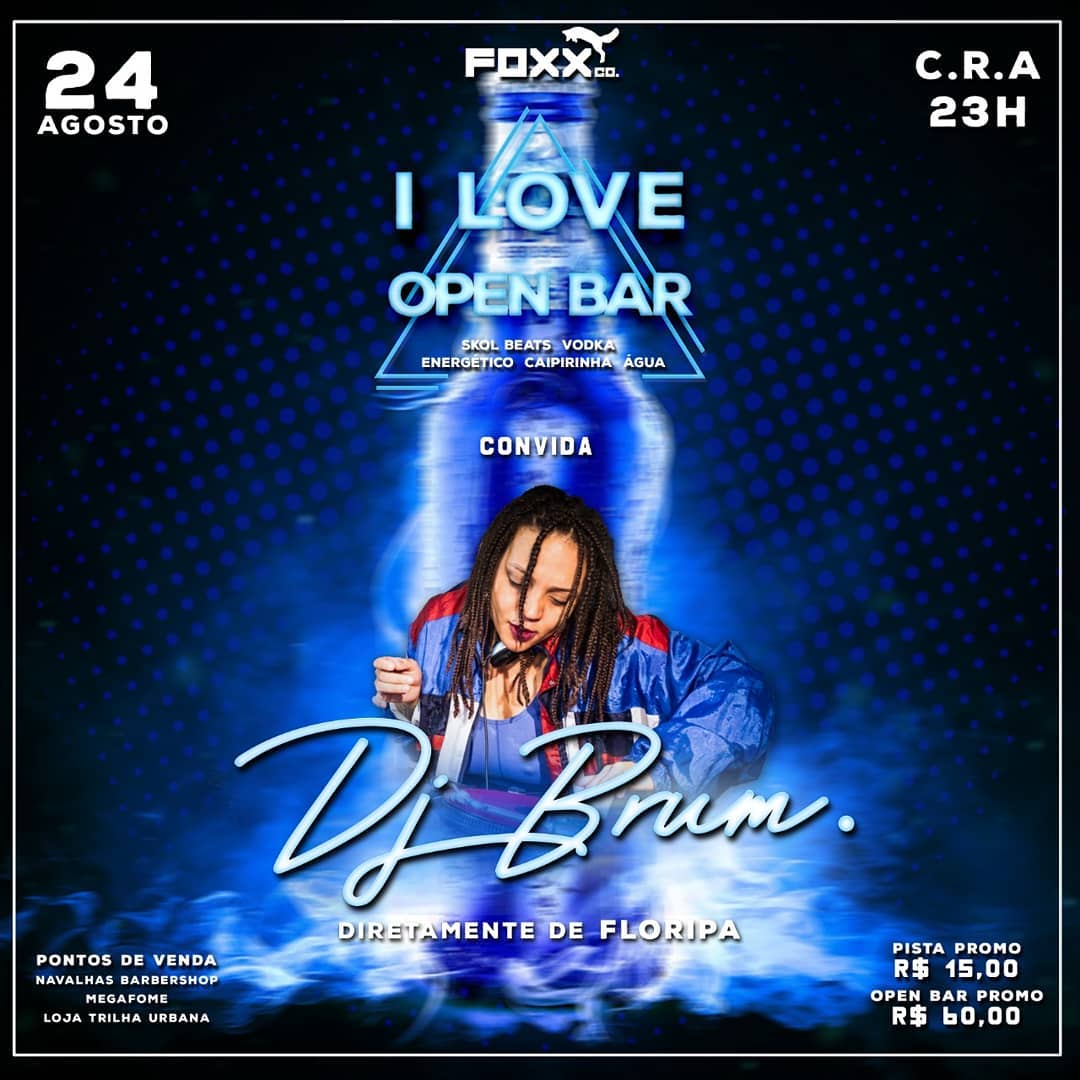 24
AGOSTO
FOXX CO.
C.R.A
23H
I LOVE
OPEN BAR
SKOL BEATS VODKA
ENERGÉTICO CAIPIRINHA ÁGUA
CONVIDA
Dj Brum.
DIRETAMENTE DE FLORIPA
PONTOS DE VENDA
NAVALHAS BARBERSHOP
MEGAFOME
LOJA TRILHA URBANA
PISTA PROMO
R$ 15,00
OPEN BAR PROMO
R$ 60,00